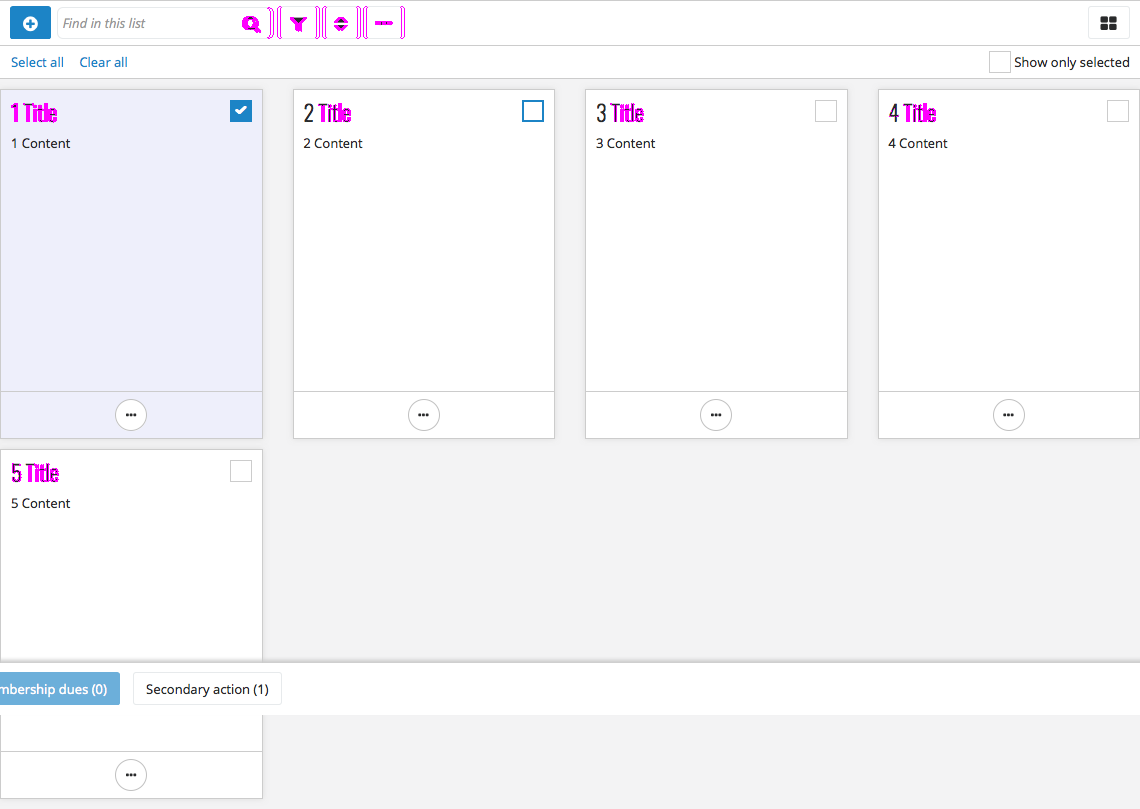 Find in this list
Select all Clear all Show only selected
1 Title 2 Title 3 Title 4 Title
1 Content 2 Content 3 Content 4 Content
5 Title
5 Content
mbership dues (0) Secondary action (1)